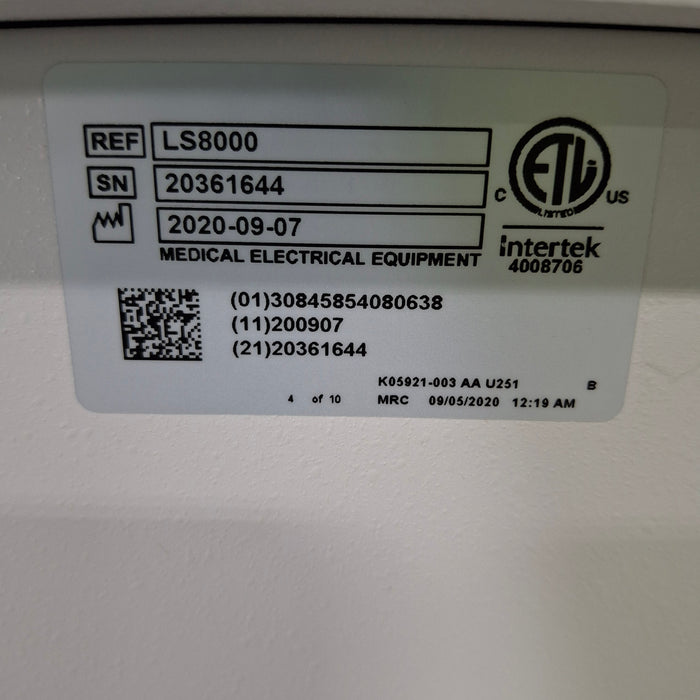 REF LS8000
SN 20361644
2020-09-07
MEDICAL ELECTRICAL EQUIPMENT
C ETL US
LISTED
Intertek
4008706
(01)30845854080638
(11)200907
(21)20361644
K05921-003 AA U251 B
4 of 10 MRC 09/05/2020 12:19 AM